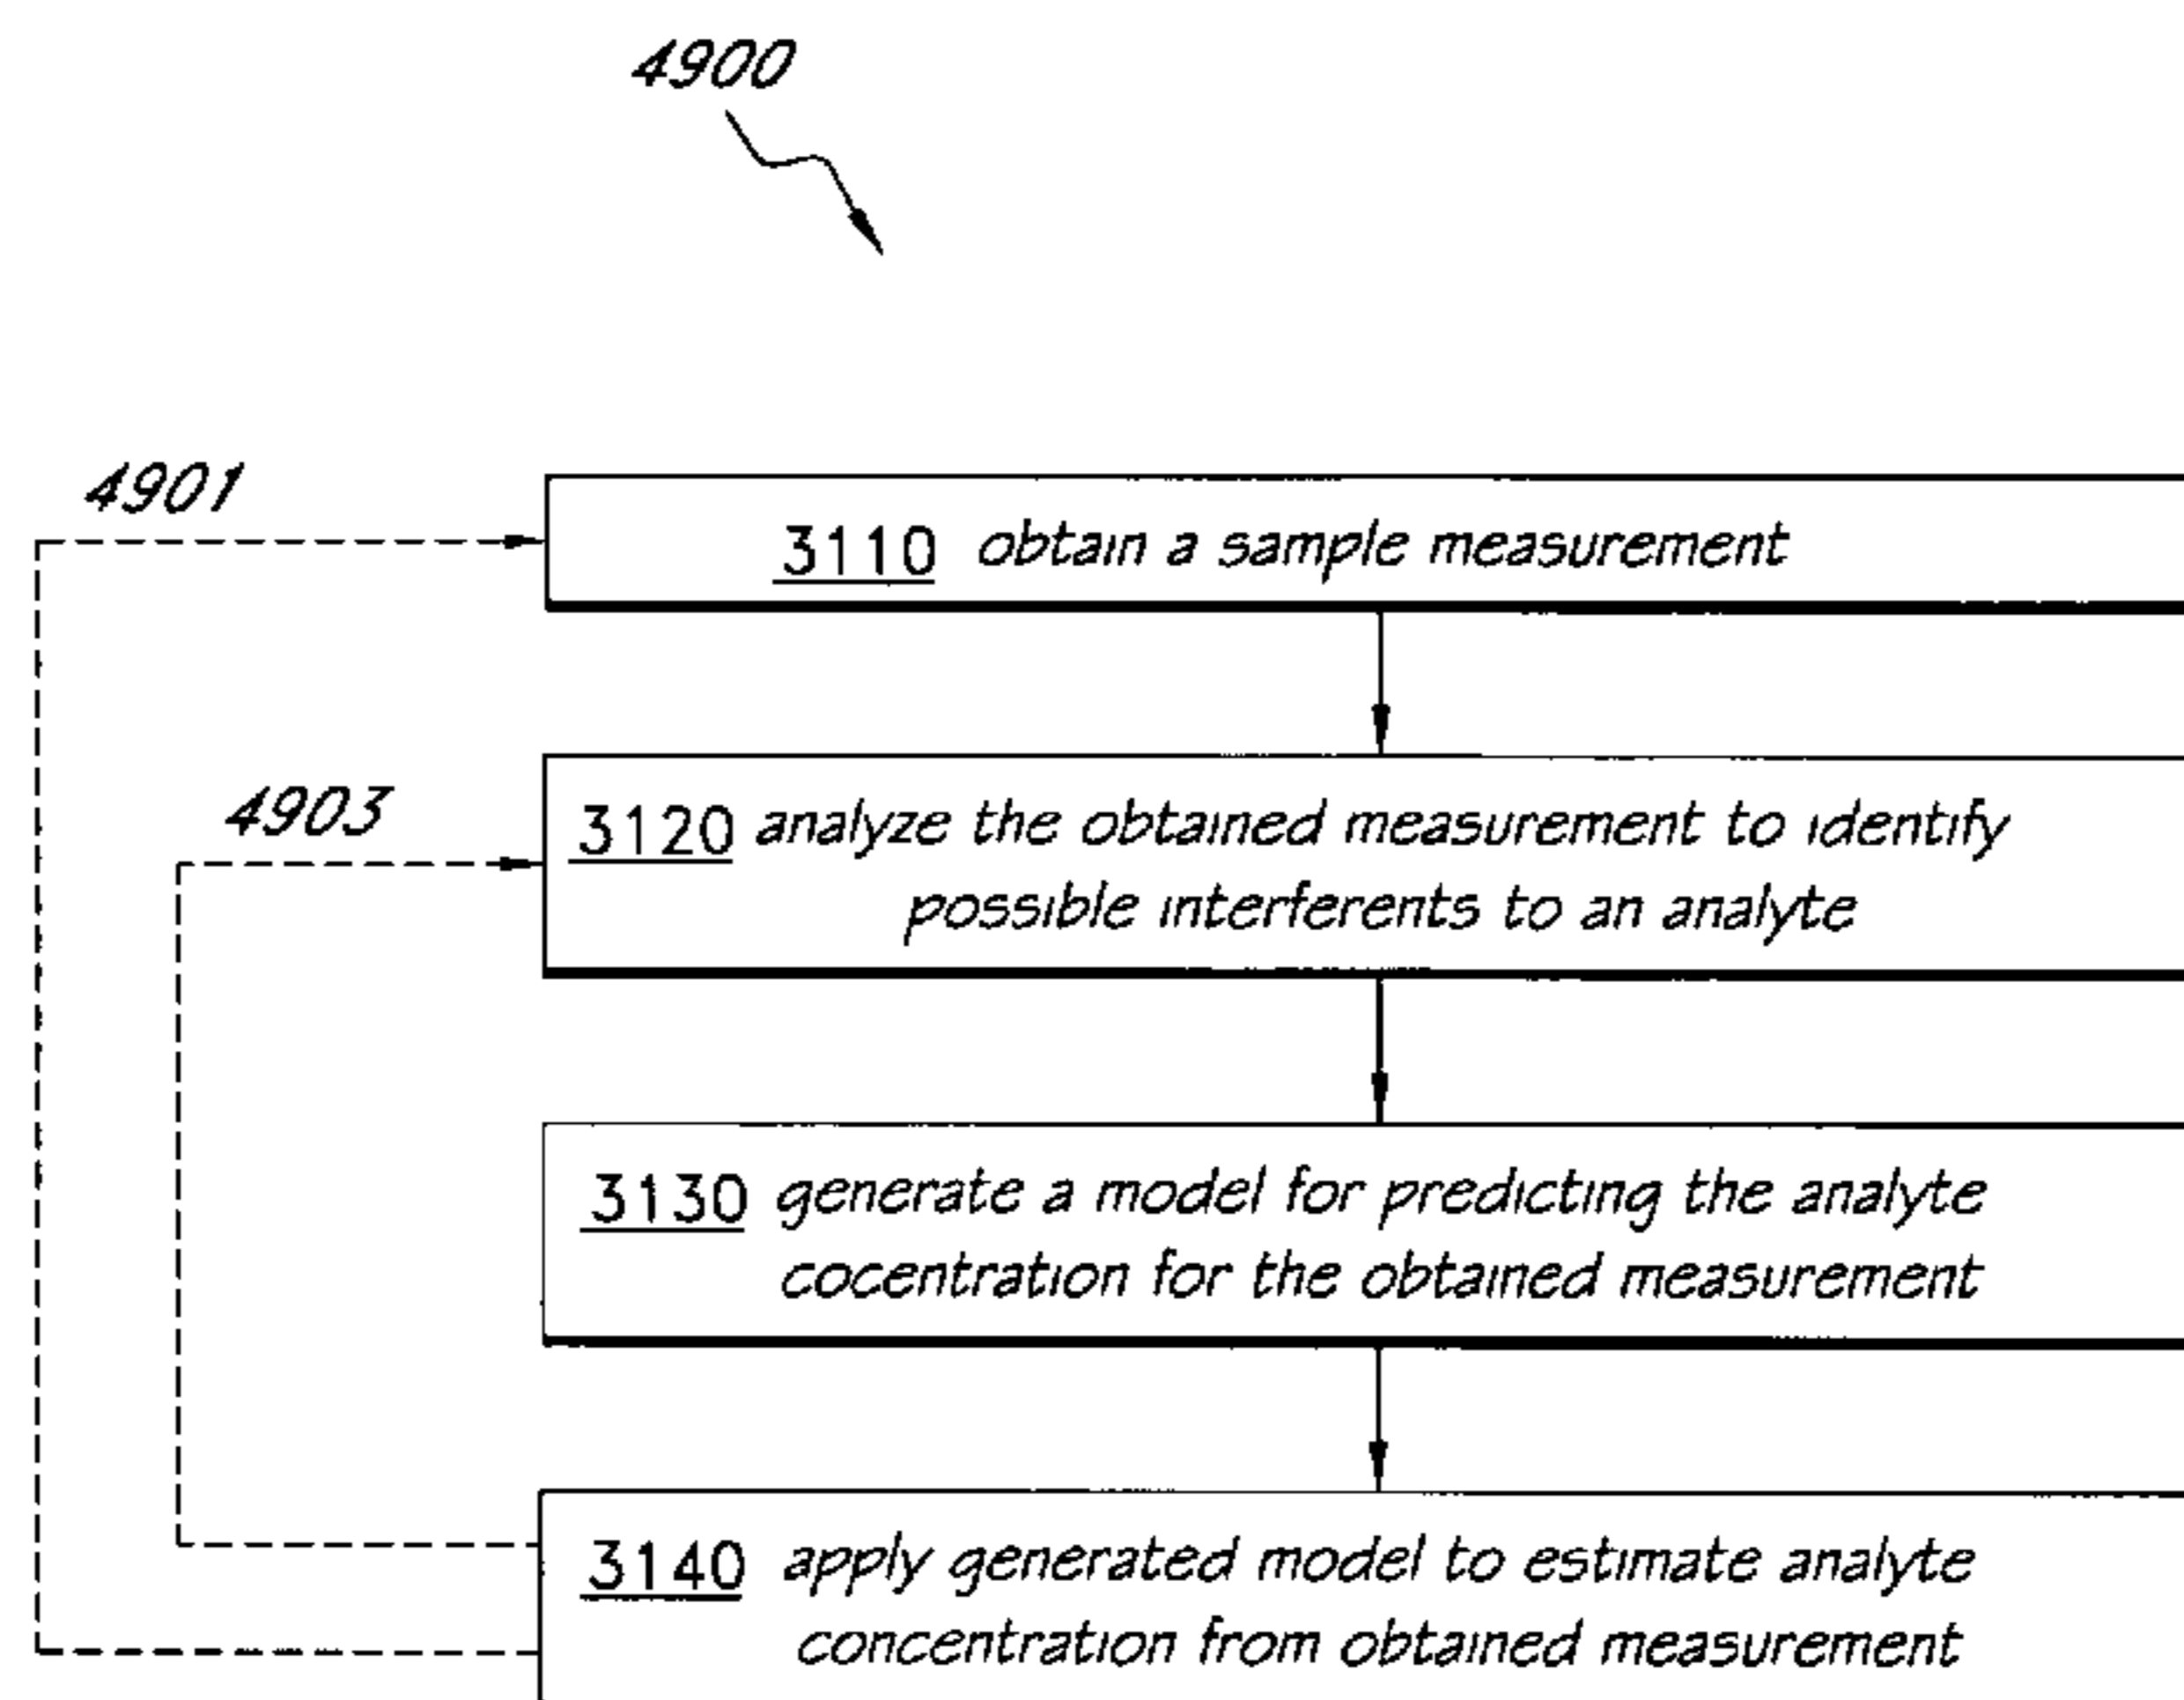 4900
4901
3110 obtain a sample measurement
4903
3120 analyze the obtained measurement to identify
possible interferents to an analyte
3130 generate a model for predicting the analyte
cocentration for the obtained measurement
3140 apply generated model to estimate analyte
concentration from obtained measurement